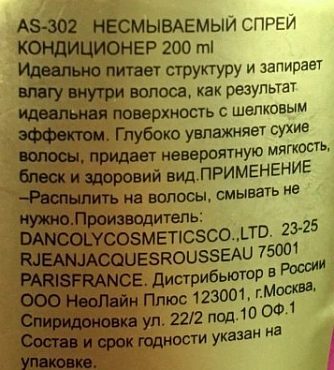 AS-302 НЕСМЫВАЕМЫЙ СПРЕЙ
КОНДИЦИОНЕР 200 ml
Идеально питает структуру и запирает
влагу внутри волоса, как результат
идеальная поверхность с шелковым
эффектом. Глубоко увлажняет сухие
волосы, придает невероятную мягкость,
блеск и здоровий вид.ПРИМЕНЕНИЕ
–Распылить на волосы, смывать не
нужно.Производитель:
DANCOLYCOSMETICSCO.,LTD. 23-25
RJEANJACQUESROUSSEAU 75001
PARISFRANCE. Дистрибьютор в России
ООО НеоЛайн Плюс 123001, г.Москва,
Спиридоновка ул. 22/2 под.10 ОФ.1
Состав и срок годности указан на
упаковке.